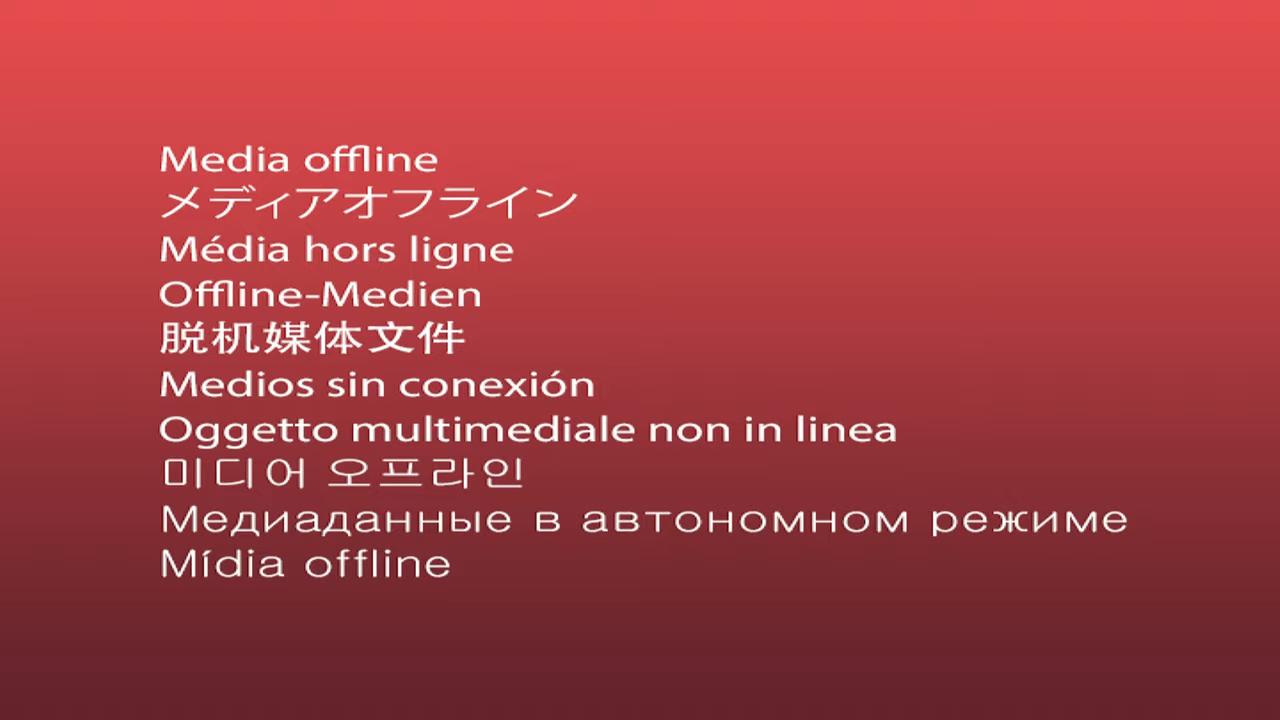 Media offline
メディアオフライン
Média hors ligne
Offline-Medien
脱机媒体文件
Medios sin conexión
Oggetto multimediale non in linea
미디어 오프라인
Медиаданные в автономном режиме
Mídia offline